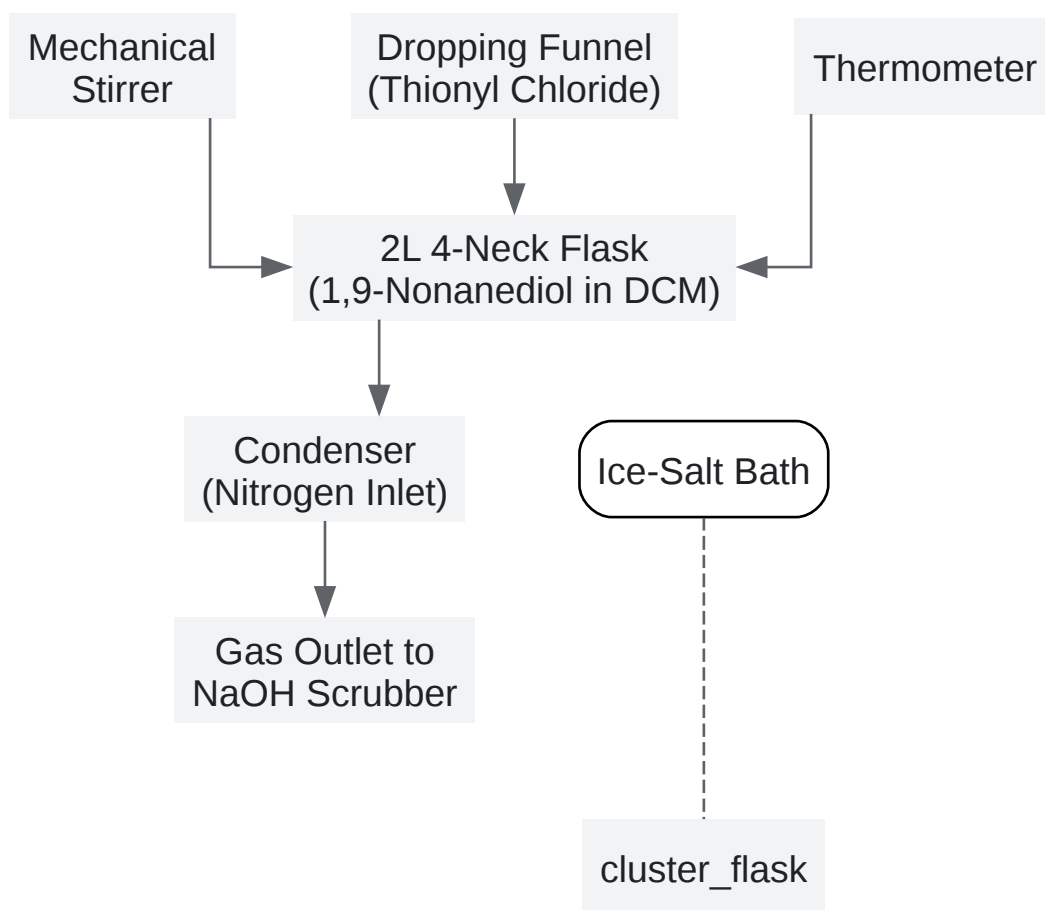 Mechanical
Stirrer
Dropping Funnel
(Thionyl Chloride)
Thermometer
2L 4-Neck Flask
(1,9-Nonanediol in DCM)
Condenser
(Nitrogen Inlet)
Ice-Salt Bath
Gas Outlet to
NaOH Scrubber
cluster_flask